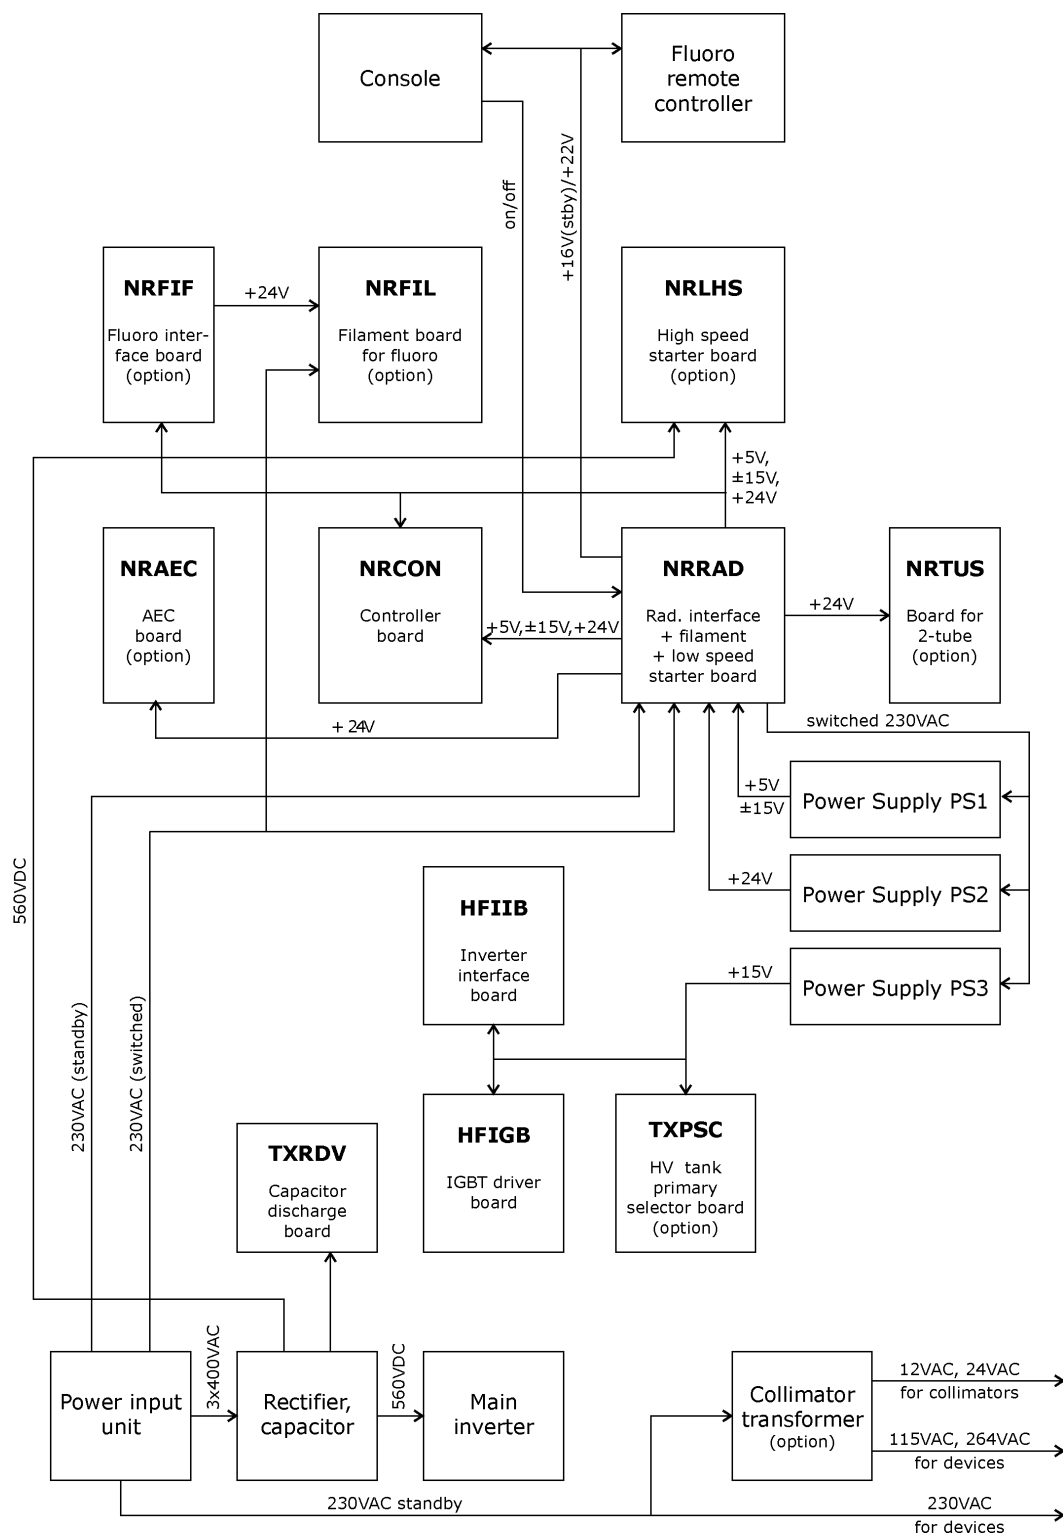 Console
Fluoro
remote
controller
on/off
+16V(stby)/+22V
NRFIF
Fluoro inter-
face board
(option)
+24V
NRFIL
Filament board
for fluoro
(option)
NRLHS
High speed
starter board
(option)
+5V,
±15V,
+24V
NRAEC
AEC
board
(option)
NRCON
Controller
board
+5V,±15V,+24V
NRRAD
Rad. interface
+ filament
+ low speed
starter board
+24V
NRTUS
Board for
2-tube
(option)
+24V
switched 230VAC
+5V
±15V
Power Supply PS1
+24V
Power Supply PS2
+15V
Power Supply PS3
560VDC
230VAC (standby)
230VAC (switched)
HFIIB
Inverter
interface
board
HFIGB
IGBT driver
board
TXPSC
HV tank
primary
selector board
(option)
TXRDV
Capacitor
discharge
board
Power input
unit
3x400VAC
Rectifier,
capacitor
560VDC
Main
inverter
Collimator
transformer
(option)
12VAC, 24VAC
for collimators
115VAC, 264VAC
for devices
230VAC standby
230VAC
for devices